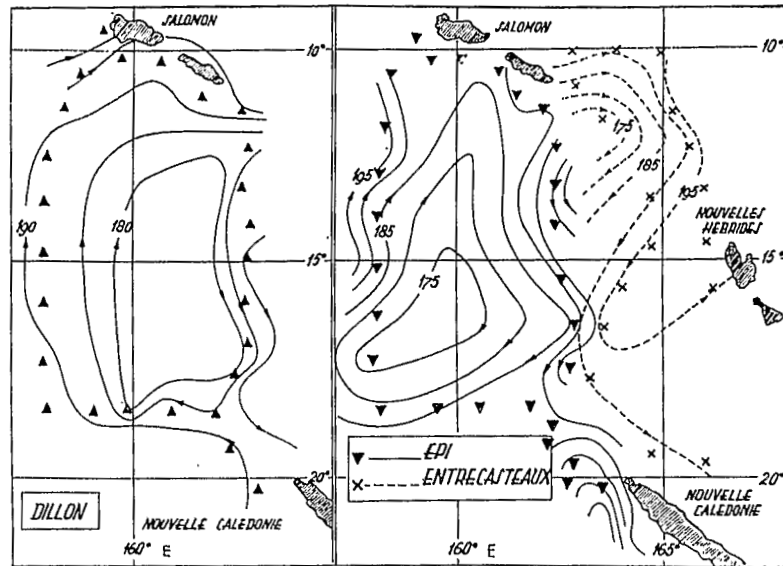 SALOMON
190
180
15°
20°
DILLON
NOUVELLE CALEDONIE
160°
E
SALOMON
10°
10°
195
185
175
175
185
195
NOUVELLES
HEBRIDES
15°
EPI
ENTRECASTEAUX
20°
NOUVELLE
CALEDONIE
160°
E
165°